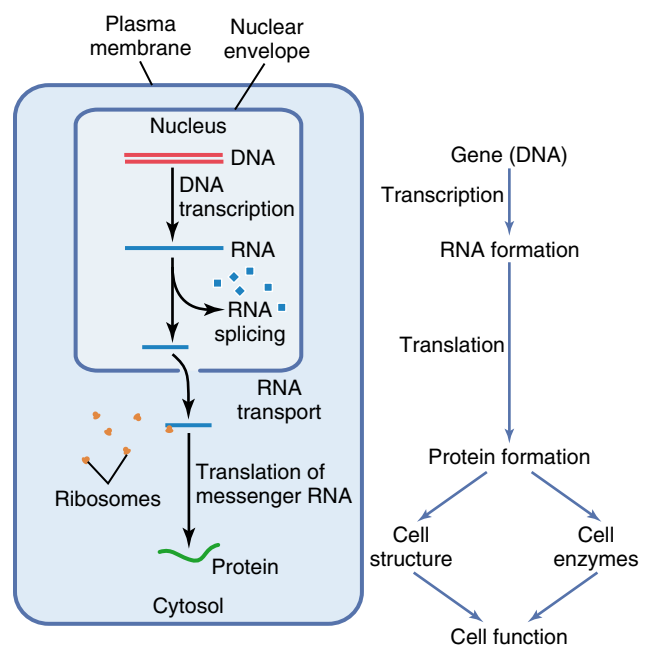 Plasma
membrane
Nuclear
envelope
Nucleus
DNA
DNA
transcription
RNA
RNA
splicing
RNA
transport
Ribosomes
Translation of
messenger RNA
Protein
Cytosol
Gene (DNA)
Transcription
RNA formation
Translation
Protein formation
Cell
structure
Cell
enzymes
Cell function